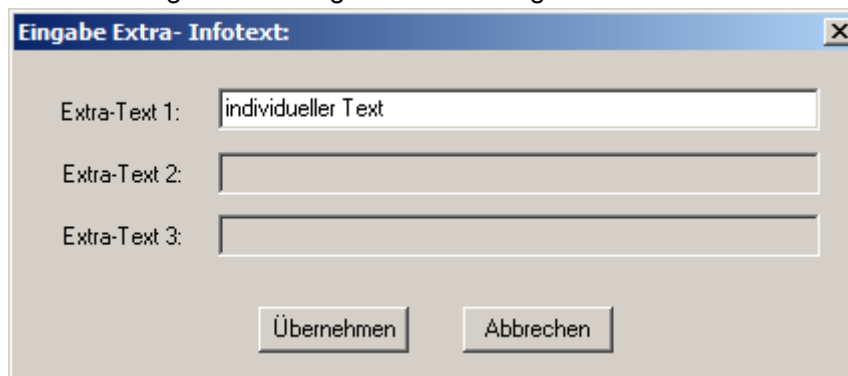 Eingabe Extra- Infotext:
Extra-Text 1: individueller Text
Extra-Text 2:
Extra-Text 3:
Übernehmen Abbrechen